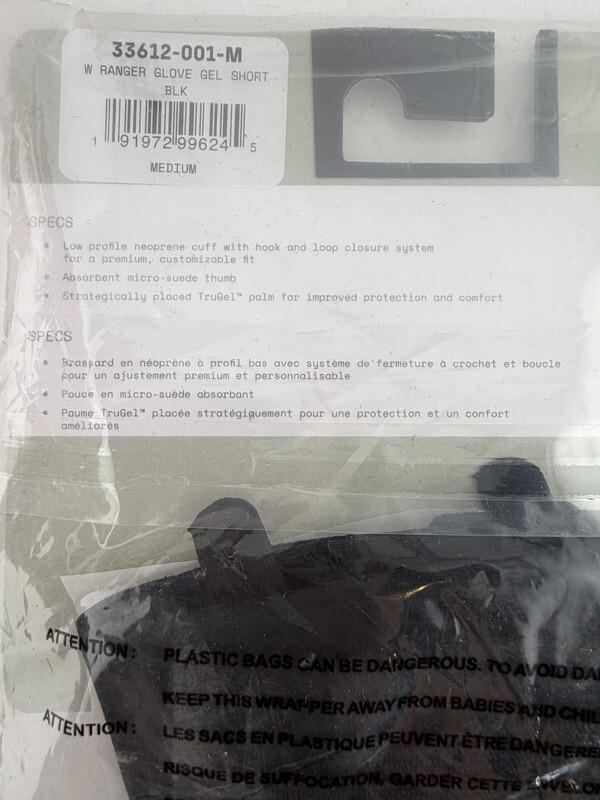 33612-001-M
W RANGER GLOVE GEL SHORT
BLK
1 91972 99624 5
MEDIUM
SPECS
Low profile neoprene cuff with hook and loop closure system
for a premium, customizable fit
Absorbent micro-suede thumb
Strategically placed TruGel™ palm for improved protection and comfort
SPECS
Brassard en néoprène à profil bas avec système de fermeture à crochet et boucle
pour un ajustement premium et personnalisable
Pouce en micro-suède absorbant
Paume TruGel™ placée stratégiquement pour une protection et un confort
améliorés
ATTENTION: PLASTIC BAGS CAN BE DANGEROUS. TO AVOID DA
KEEP THIS WRAPPER AWAY FROM BABIES AND CHIL
ATTENTION: LES SACS EN PLASTIQUE PEUVENT ÊTRE DANGERE
RISQUE DE SUFFOCATION, GARDER CETTE